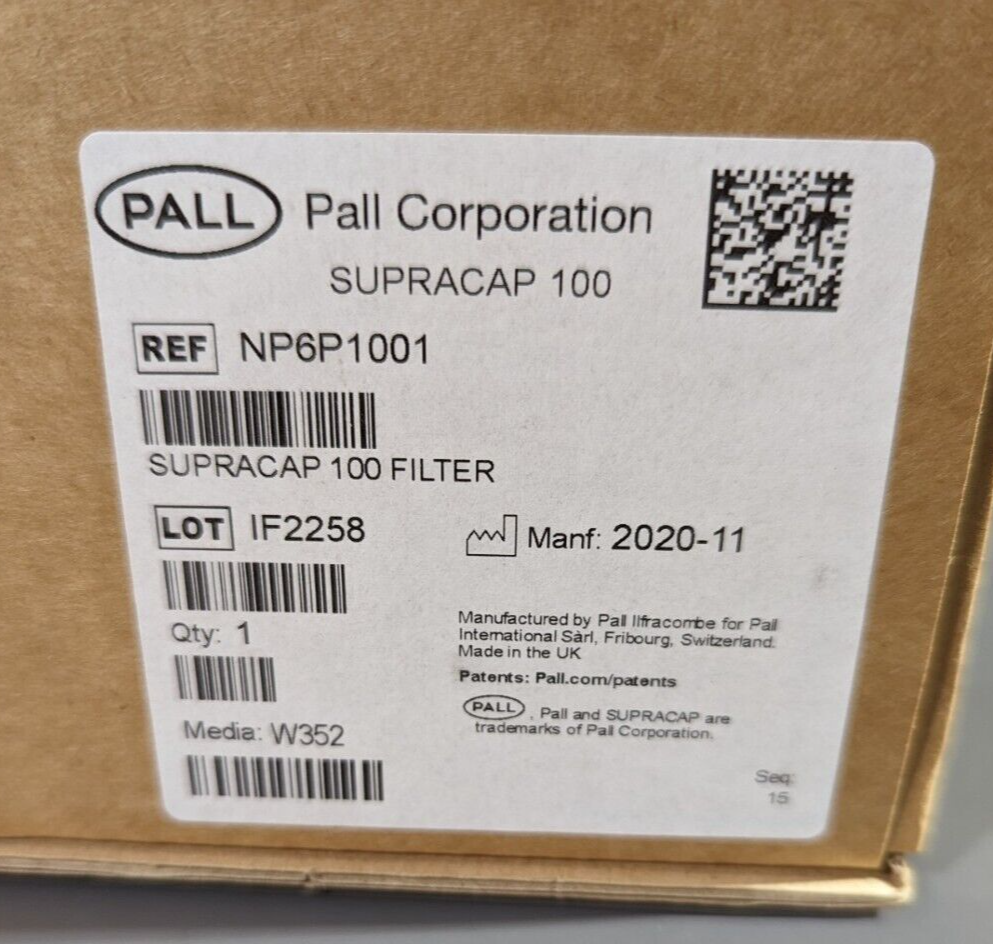 PALL Pall Corporation
SUPRACAP 100
REF NP6P1001
SUPRACAP 100 FILTER
LOT IF2258
Manf: 2020-11
Qty: 1
Media: W352
Manufactured by Pall Ilfracombe for Pall
International Sàrl, Fribourg, Switzerland.
Made in the UK
Patents: Pall.com/patents
PALL , Pall and SUPRACAP are
trademarks of Pall Corporation.
Seq:
15